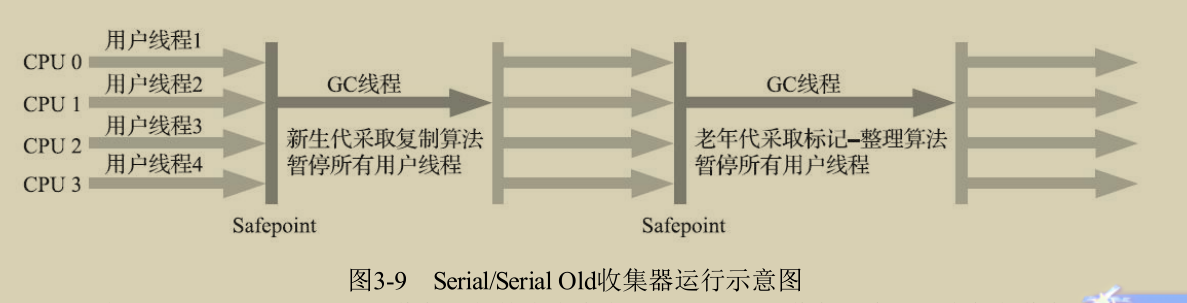 CPU 0
用户线程1
CPU 1
用户线程2
CPU 2
用户线程3
CPU 3
用户线程4
GC线程
新生代采取复制算法
暂停所有用户线程
Safepoint
GC线程
老年代采取标记–整理算法
暂停所有用户线程
Safepoint
图3-9 Serial/Serial Old收集器运行示意图